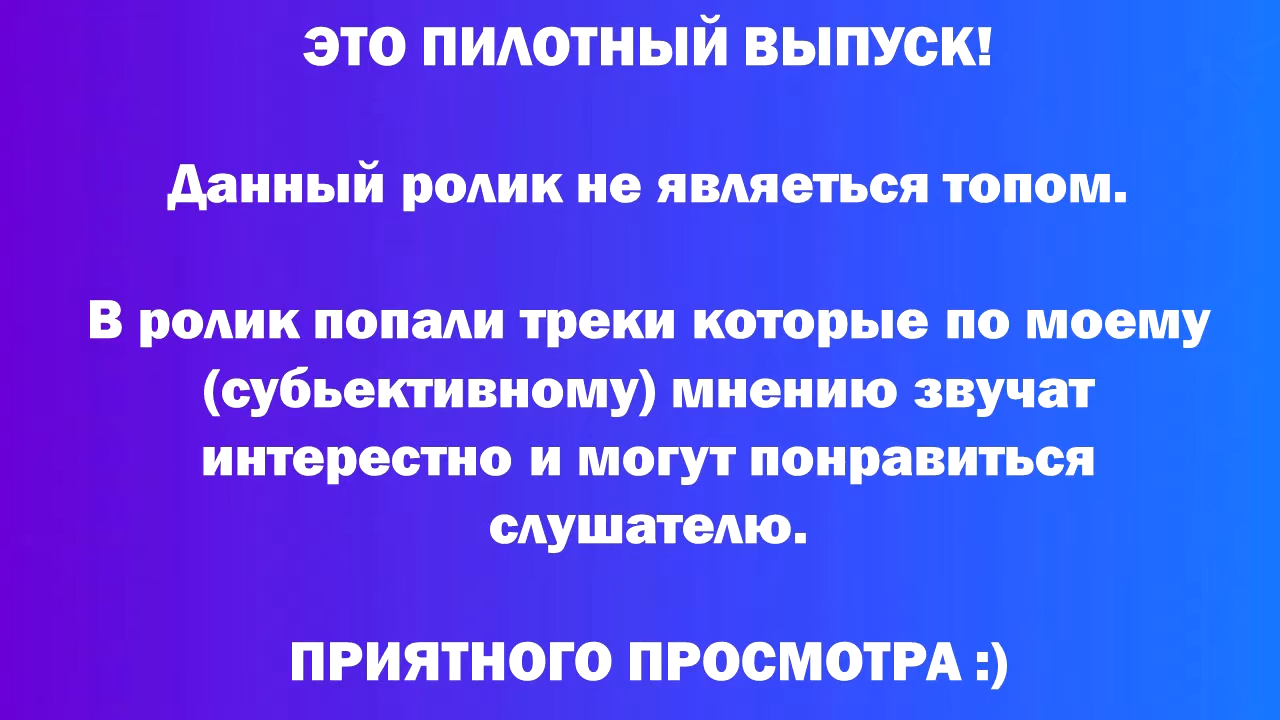 ЭТО ПИЛОТНЫЙ ВЫПУСК!
Данный ролик не являеться топом.
В ролик попали треки которые по моему
(субьективному) мнению звучат
интерестно и могут понравиться
слушателю.
ПРИЯТНОГО ПРОСМОТРА :)